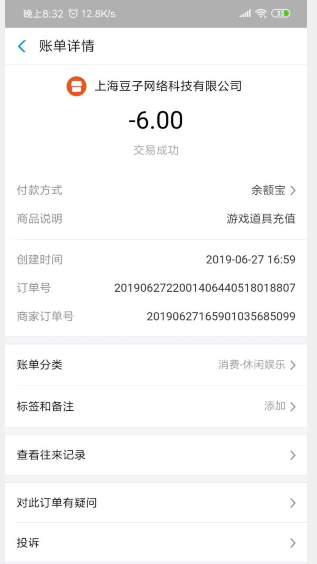 晚上8:32 12.8K/s
账单详情
上海豆子网络科技有限公司
-6.00
交易成功
付款方式 余额宝
商品说明 游戏道具充值
创建时间 2019-06-27 16:59
订单号 2019062722001406440518018807
商家订单号 20190627165901035685099
账单分类 消费-休闲娱乐
标签和备注 添加
查看往来记录
对此订单有疑问
投诉